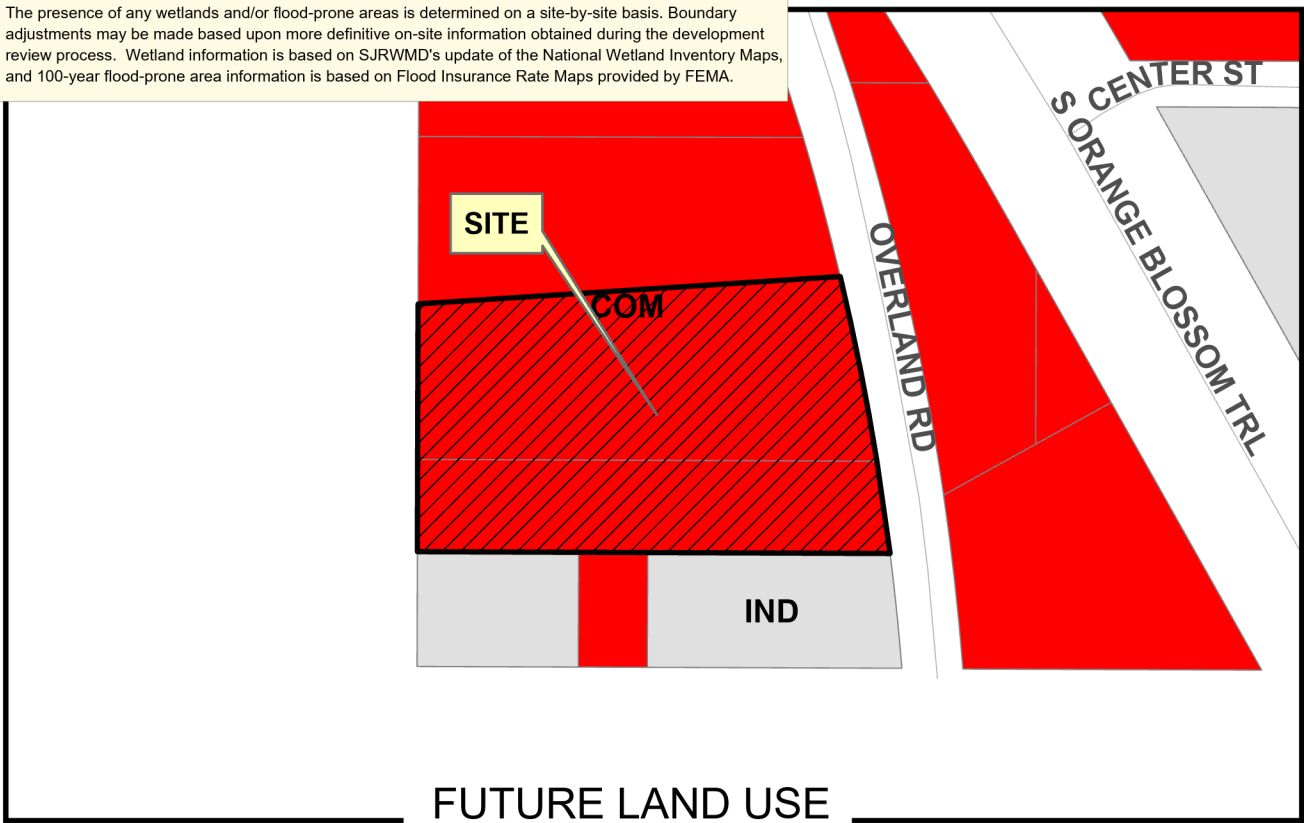 The presence of any wetlands and/or flood-prone areas is determined on a site-by-site basis. Boundary
adjustments may be made based upon more definitive on-site information obtained during the development
review process.  Wetland information is based on SJRWMD's update of the National Wetland Inventory Maps,
and 100-year flood-prone area information is based on Flood Insurance Rate Maps provided by FEMA.
CENTER ST
S ORANGE BLOSSOM TRL
SITE
OVERLAND RD
COM
IND
FUTURE LAND USE